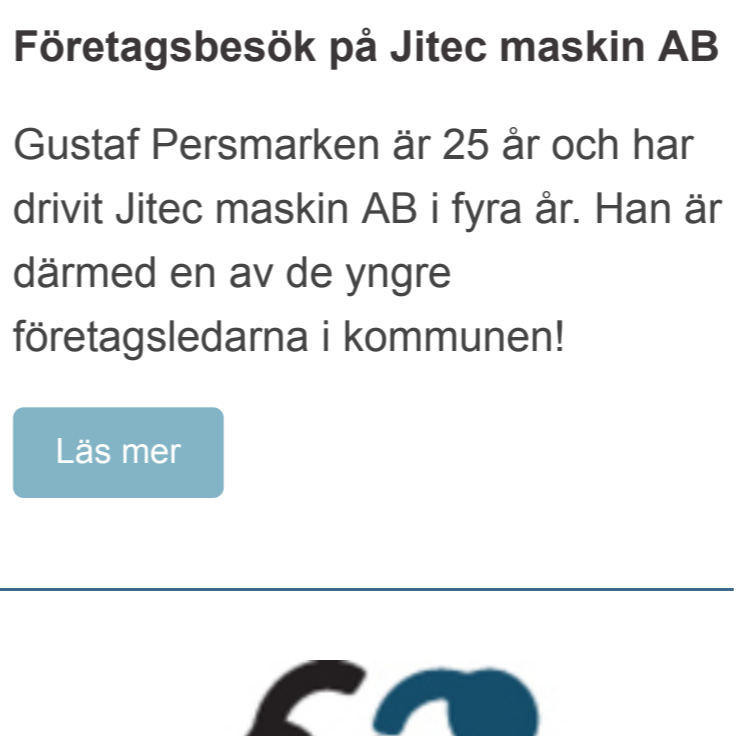 Företagsbesök på Jitec maskin AB
Gustaf Persmarken är 25 år och har
drivit Jitec maskin AB i fyra år. Han är
därmed en av de yngre
företagsledarna i kommunen!
Läs mer